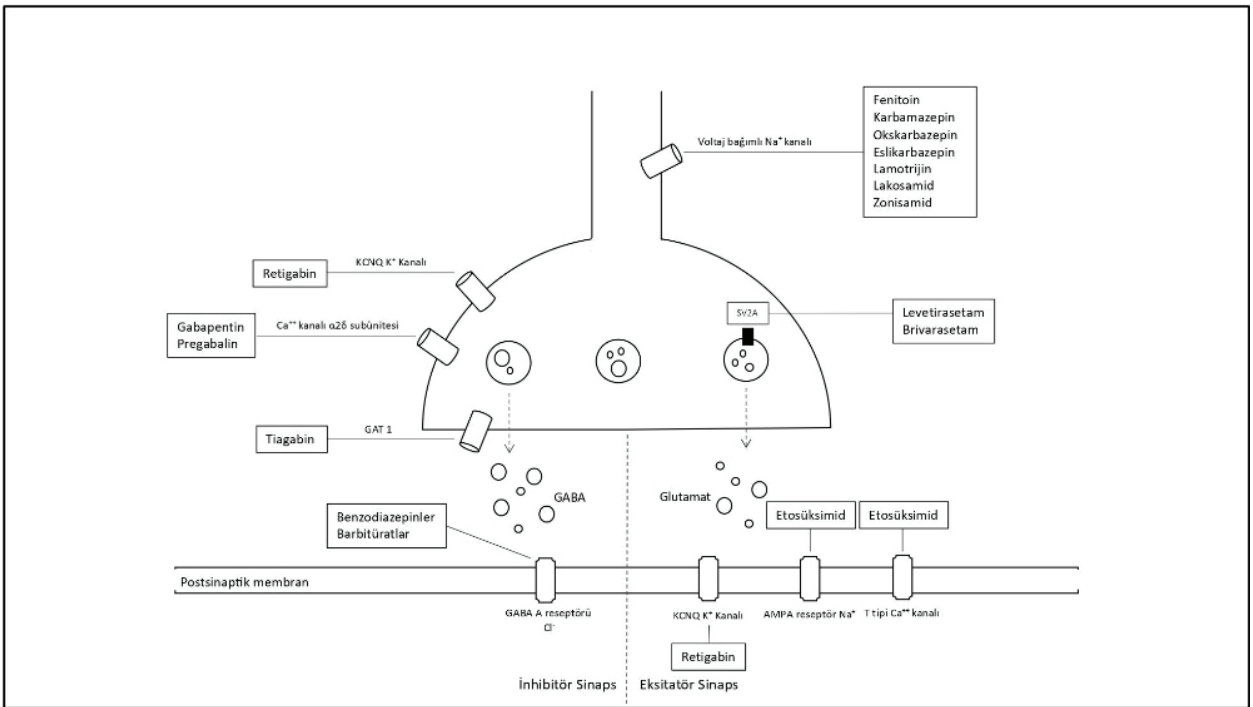 Fenitoin
Karbamazepin
Okskarbazepin
Eslikarbazepin
Lamotrijin
Lakosamid
Zonisamid
Voltaj bağımlı Na⁺ kanalı
KCNQ K⁺ Kanalı
Retigabin
Gabapentin
Pregabalin
Ca⁺⁺ kanalı α2δ subünitesi
SV2A
Levetirasetam
Brivarasetam
Tiagabin
GAT 1
GABA
Glutamat
Benzodiazepinler
Barbitüratlar
Etosüksimid
Etosüksimid
Postsinaptik membran
GABA A reseptörü
Cl⁻
KCNQ K⁺ Kanalı
AMPA reseptör Na⁺
T tipi Ca⁺⁺ kanalı
Retigabin
İnhibitör Sinaps
Eksitatör Sinaps